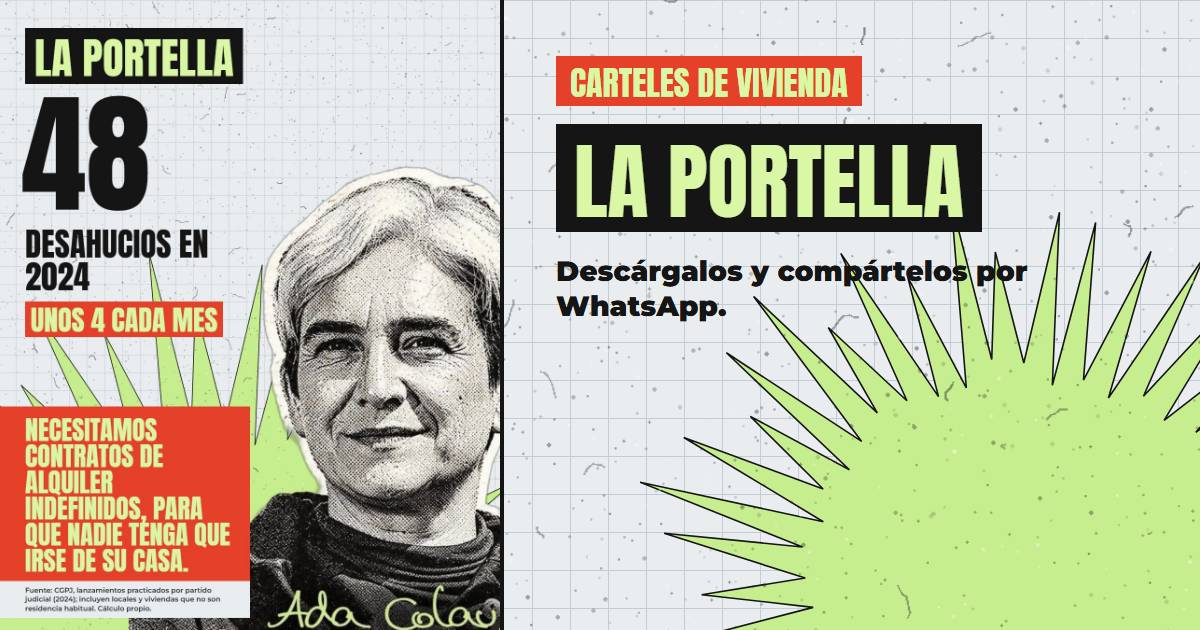 LA PORTELLA
48
DESAHUCIOS EN
2024
UNOS 4 CADA MES
NECESITAMOS
CONTRATOS DE
ALQUILER
INDEFINIDOS, PARA
QUE NADIE TENGA QUE
IRSE DE SU CASA.
Fuente: CGPJ, lanzamientos practicados por partido
judicial (2024); incluyen locales y viviendas que no son
residencia habitual. Cálculo propio.
Ada Colau
CARTELES DE VIVIENDA
LA PORTELLA
Descárgalos y compártelos por
WhatsApp.